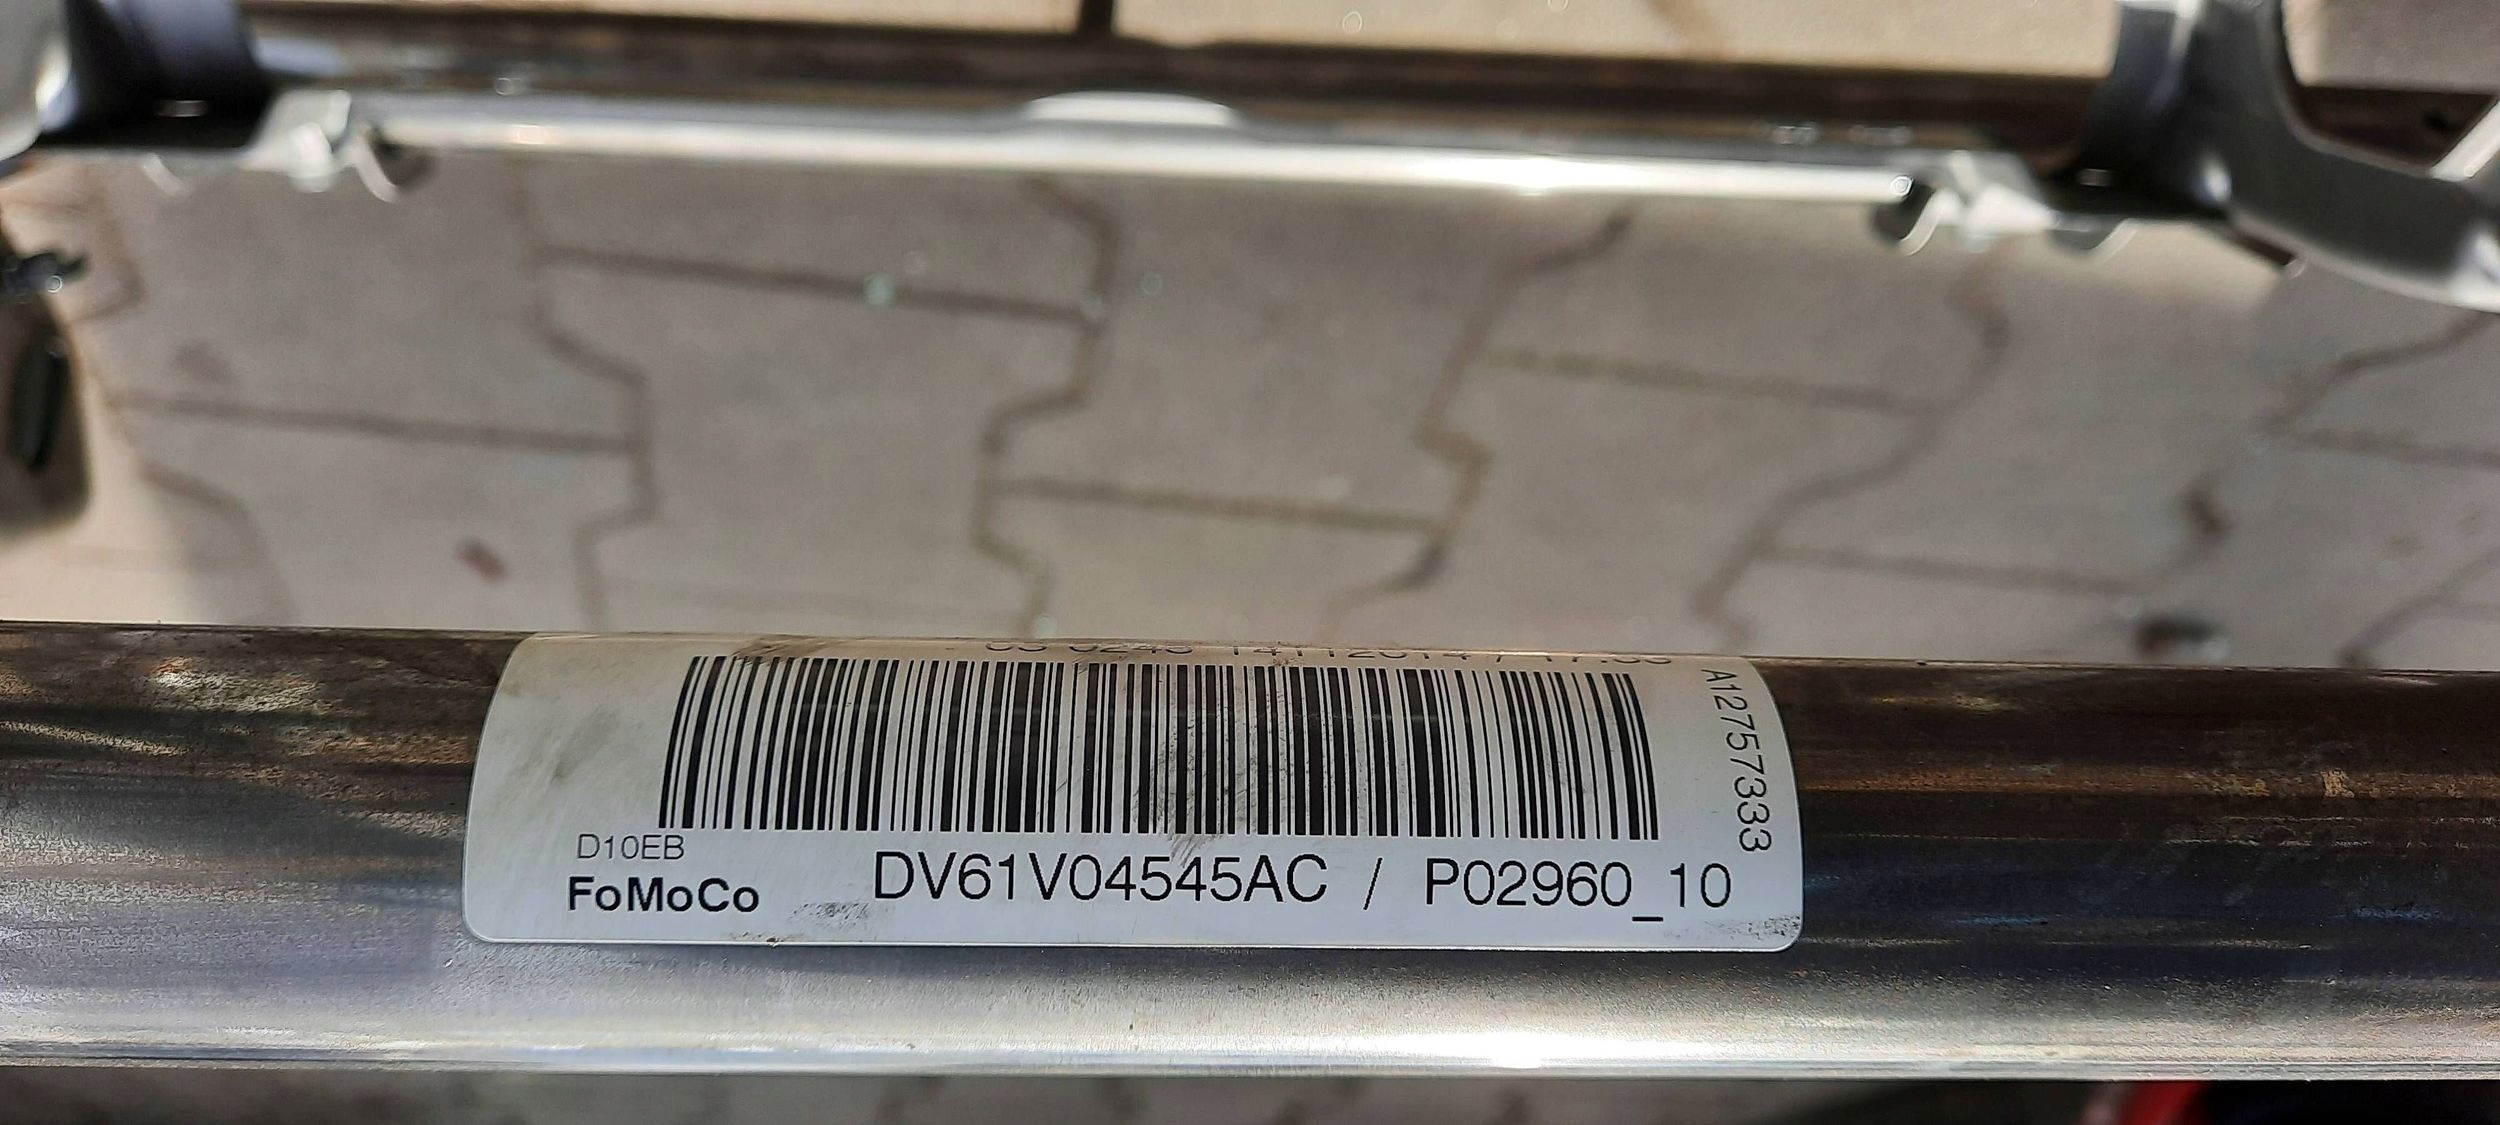 A12757333
D10EB
FoMoCo DV61V04545AC / P02960_10